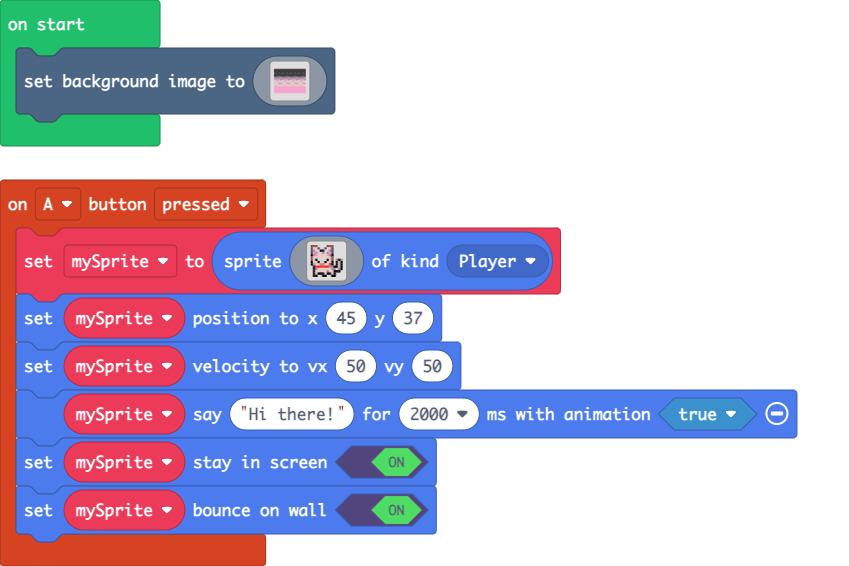 on start
set background image to
on A button pressed
set mySprite to sprite of kind Player
set mySprite position to x 45 y 37
set mySprite velocity to vx 50 vy 50
mySprite say "Hi there!" for 2000 ms with animation true
set mySprite stay in screen ON
set mySprite bounce on wall ON